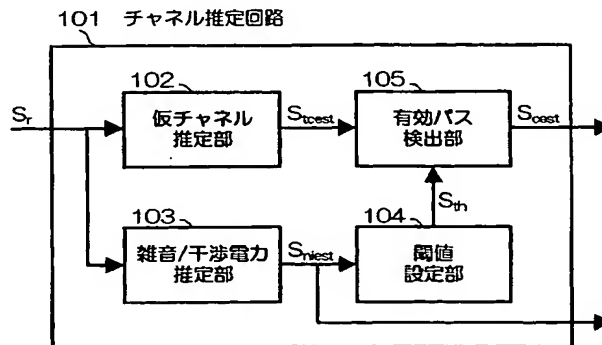 101 チャネル推定回路
102
105
Sr
仮チャネル
推定部
Stcest
有効パス
検出部
Scest
Sth
103
104
雑音/干渉電力
推定部
Sniest
閾値
設定部